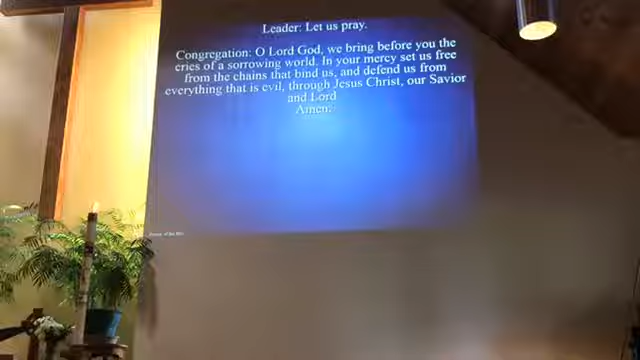 Leader: Let us pray.
Congregation: O Lord God, we bring before you the
cries of a sorrowing world. In your mercy set us free
from the chains that bind us, and defend us from
everything that is evil, through Jesus Christ, our Savior
and Lord
Amen.